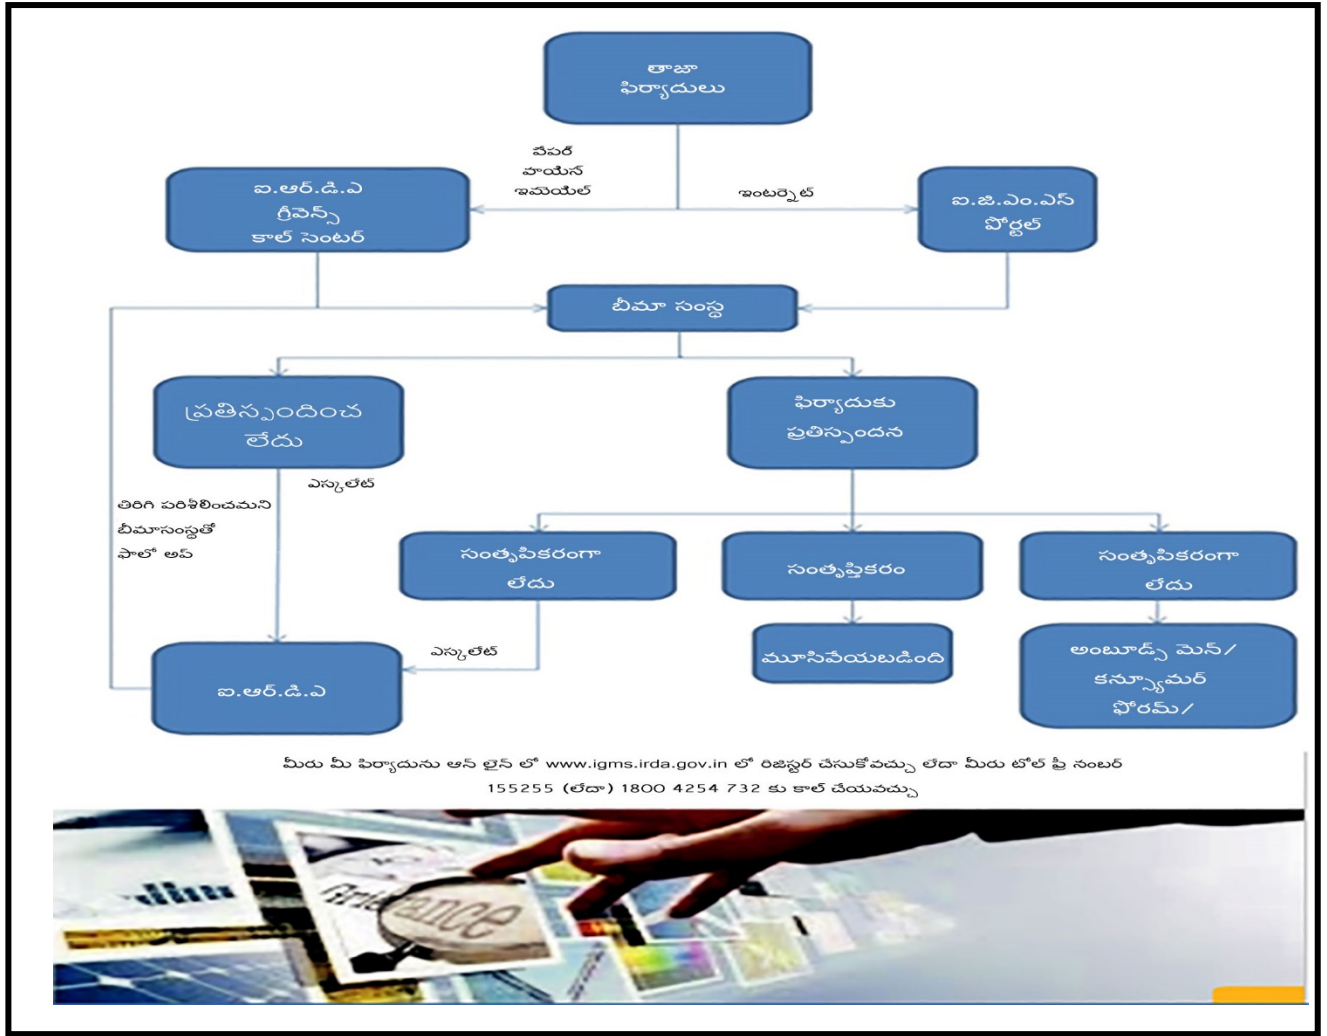 తాజా
ఫిర్యాదులు
పేపర్
వాయిస్
ఇమెయిల్
ఇంటర్నెట్
ఐ.ఆర్.డి.ఎ
గ్రీవెన్స్
కాల్ సెంటర్
ఐ.జి.ఎం.ఎస్
పోర్టల్
బీమా సంస్థ
ప్రతిస్పందించ
లేదు
ఫిర్యాదుకు
ప్రతిస్పందన
ఎస్కలేట్
తిరిగి పరిశీలించమని
బీమాసంస్థతో
ఫాలో అప్
సంతృపికరంగా
లేదు
సంతృప్తికరం
సంతృపికరంగా
లేదు
ఎస్కలేట్
ఐ.ఆర్.డి.ఎ
మూసివేయబడింది
అంబూడ్స్ మెన్/
కన్స్యూమర్
ఫోరమ్/
మీరు మీ ఫిర్యాదును ఆన్ లైన్ లో www.igms.irda.gov.in లో రిజిస్టర్ చేసుకోవచ్చు లేదా మీరు టోల్ ఫ్రీ నంబర్
155255 (లేదా) 1800 4254 732 కు కాల్ చేయవచ్చు
Grievance